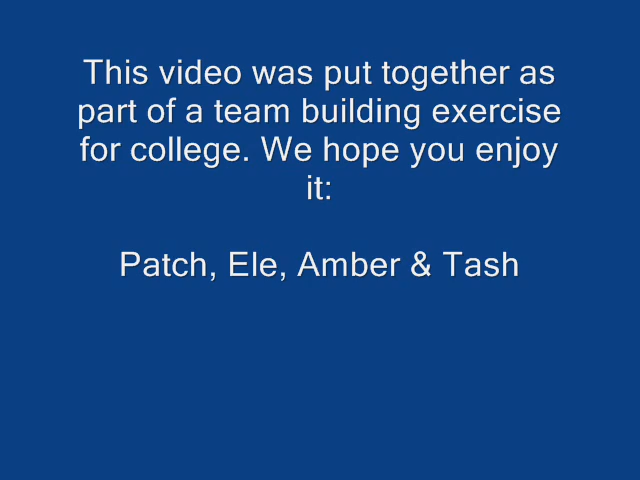 This video was put together as
part of a team building exercise
for college. We hope you enjoy
it:
Patch, Ele, Amber & Tash